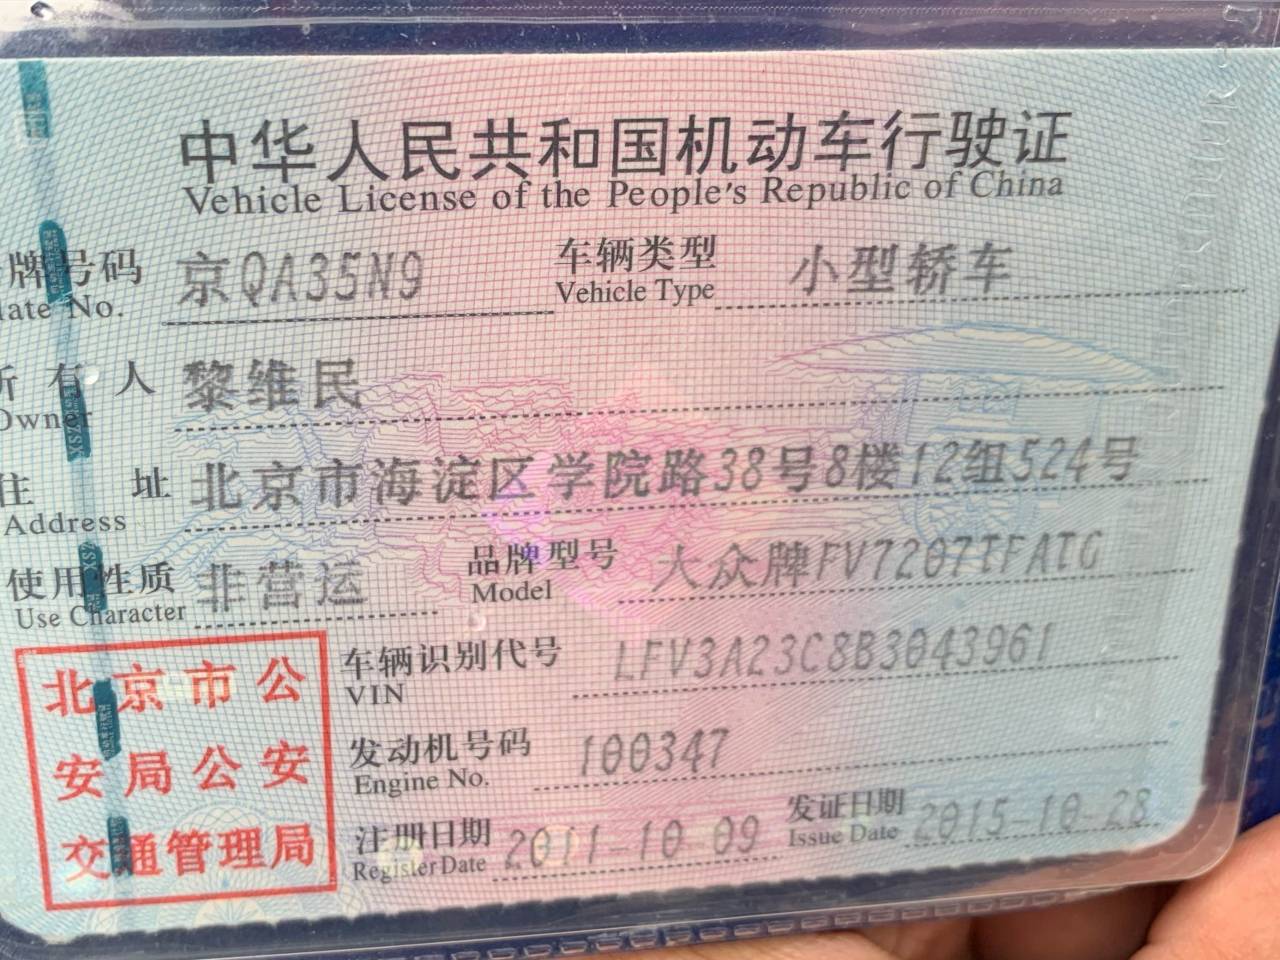 中华人民共和国机动车行驶证
Vehicle License of the People's Republic of China
牌号码 京QA35N9 车辆类型 小型轿车
late No. Vehicle Type
所有人 黎维民
Owner
住址 北京市海淀区学院路38号8楼12组524号
Address
使用性质 非营运 品牌型号 大众牌FV7207TFATG
Use Character Model
车辆识别代号 LFV3A23C8B3043961
VIN
发动机号码 100347
Engine No.
注册日期 2011-10-09 发证日期 2015-10-28
Register Date Issue Date
北京市公
安局公安
交通管理局